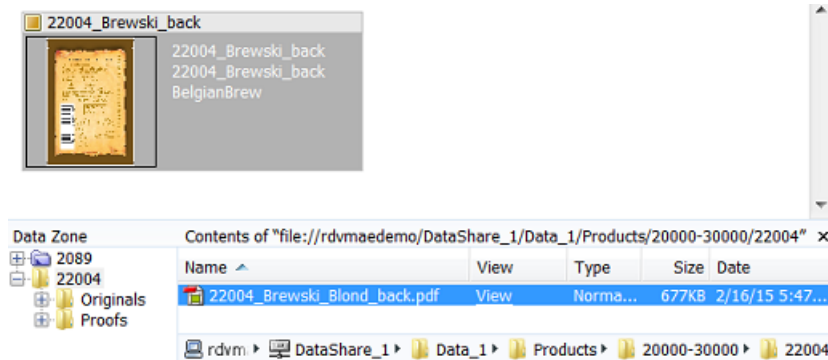 22004_Brewski_back
22004_Brewski_back
22004_Brewski_back
BelgianBrew
Data Zone
Contents of "file://rdvmaedemo/DataShare_1/Data_1/Products/20000-30000/22004"
2089
22004
Originals
Proofs
Name View Type Size Date
22004_Brewski_Blond_back.pdf View Norma... 677KB 2/16/15 5:47...
rdvm DataShare_1 Data_1 Products 20000-30000 22004